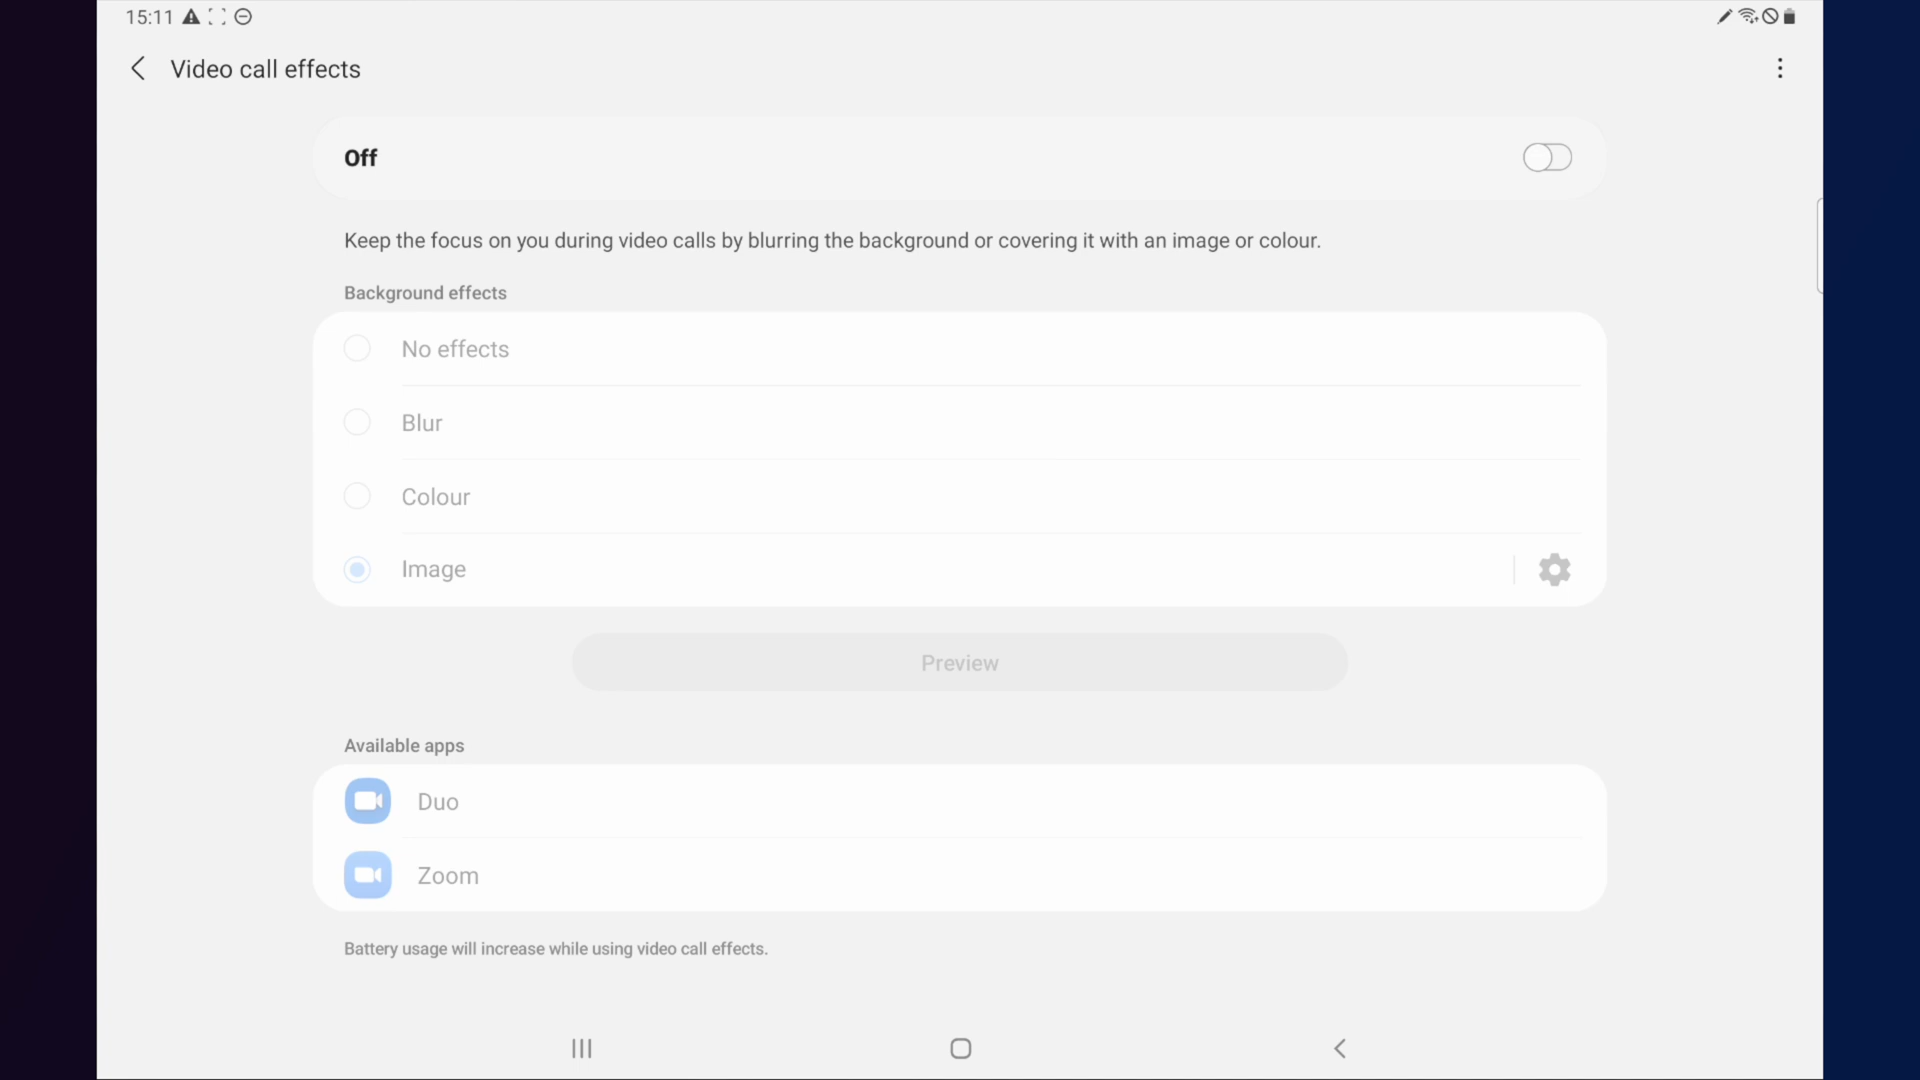 15:11
Video call effects
Off
Keep the focus on you during video calls by blurring the background or covering it with an image or colour.
Background effects
No effects
Blur
Colour
Image
Preview
Available apps
Duo
Zoom
Battery usage will increase while using video call effects.